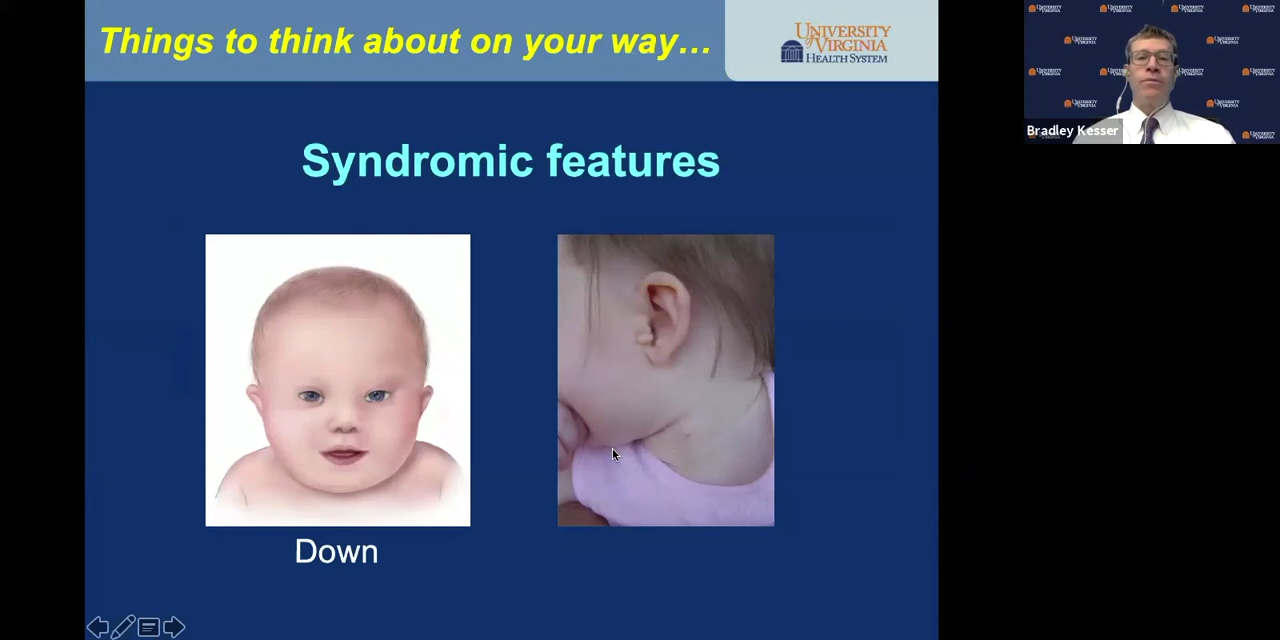 Things to think about on your way...
UNIVERSITY
of VIRGINIA
HEALTH SYSTEM
Syndromic features
Down
Bradley Kesser